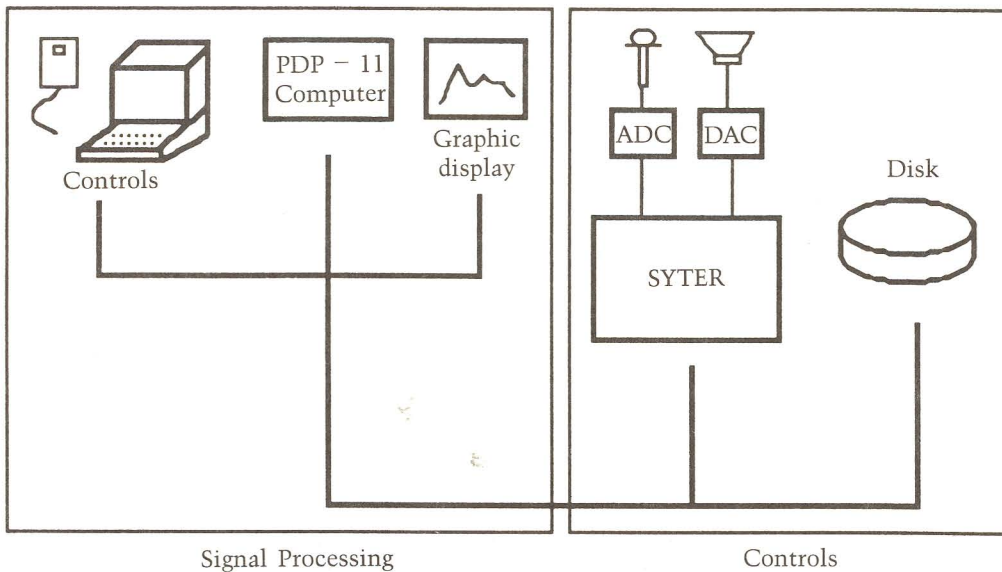 PDP – 11
Computer
Graphic
display
Controls
ADC
DAC
Disk
SYTER
Signal Processing
Controls